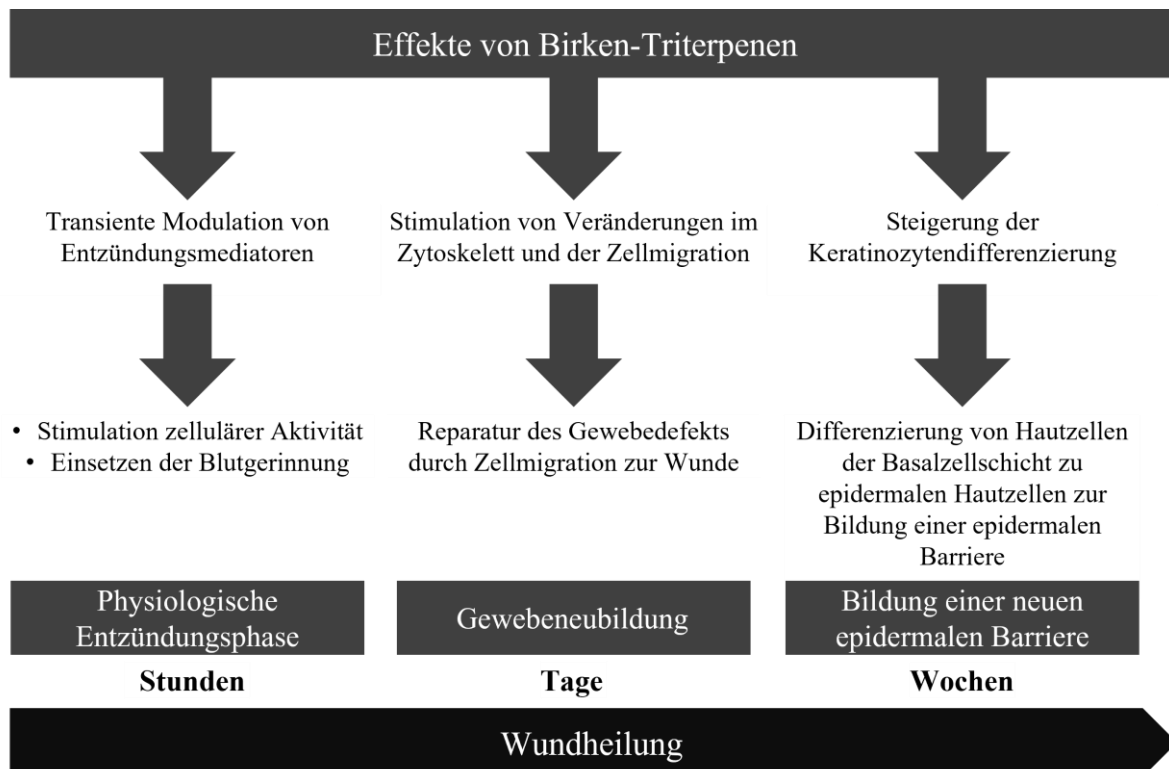 Effekte von Birken-Triterpenen
Transiente Modulation von
Entzündungsmediatoren
Stimulation von Veränderungen im
Zytoskelett und der Zellmigration
Steigerung der
Keratinozytendifferenzierung
• Stimulation zellulärer Aktivität
• Einsetzen der Blutgerinnung
Reparatur des Gewebedefekts
durch Zellmigration zur Wunde
Differenzierung von Hautzellen
der Basalzellschicht zu
epidermalen Hautzellen zur
Bildung einer epidermalen
Barriere
Physiologische
Entzündungsphase
Gewebeneubildung
Bildung einer neuen
epidermalen Barriere
Stunden
Tage
Wochen
Wundheilung